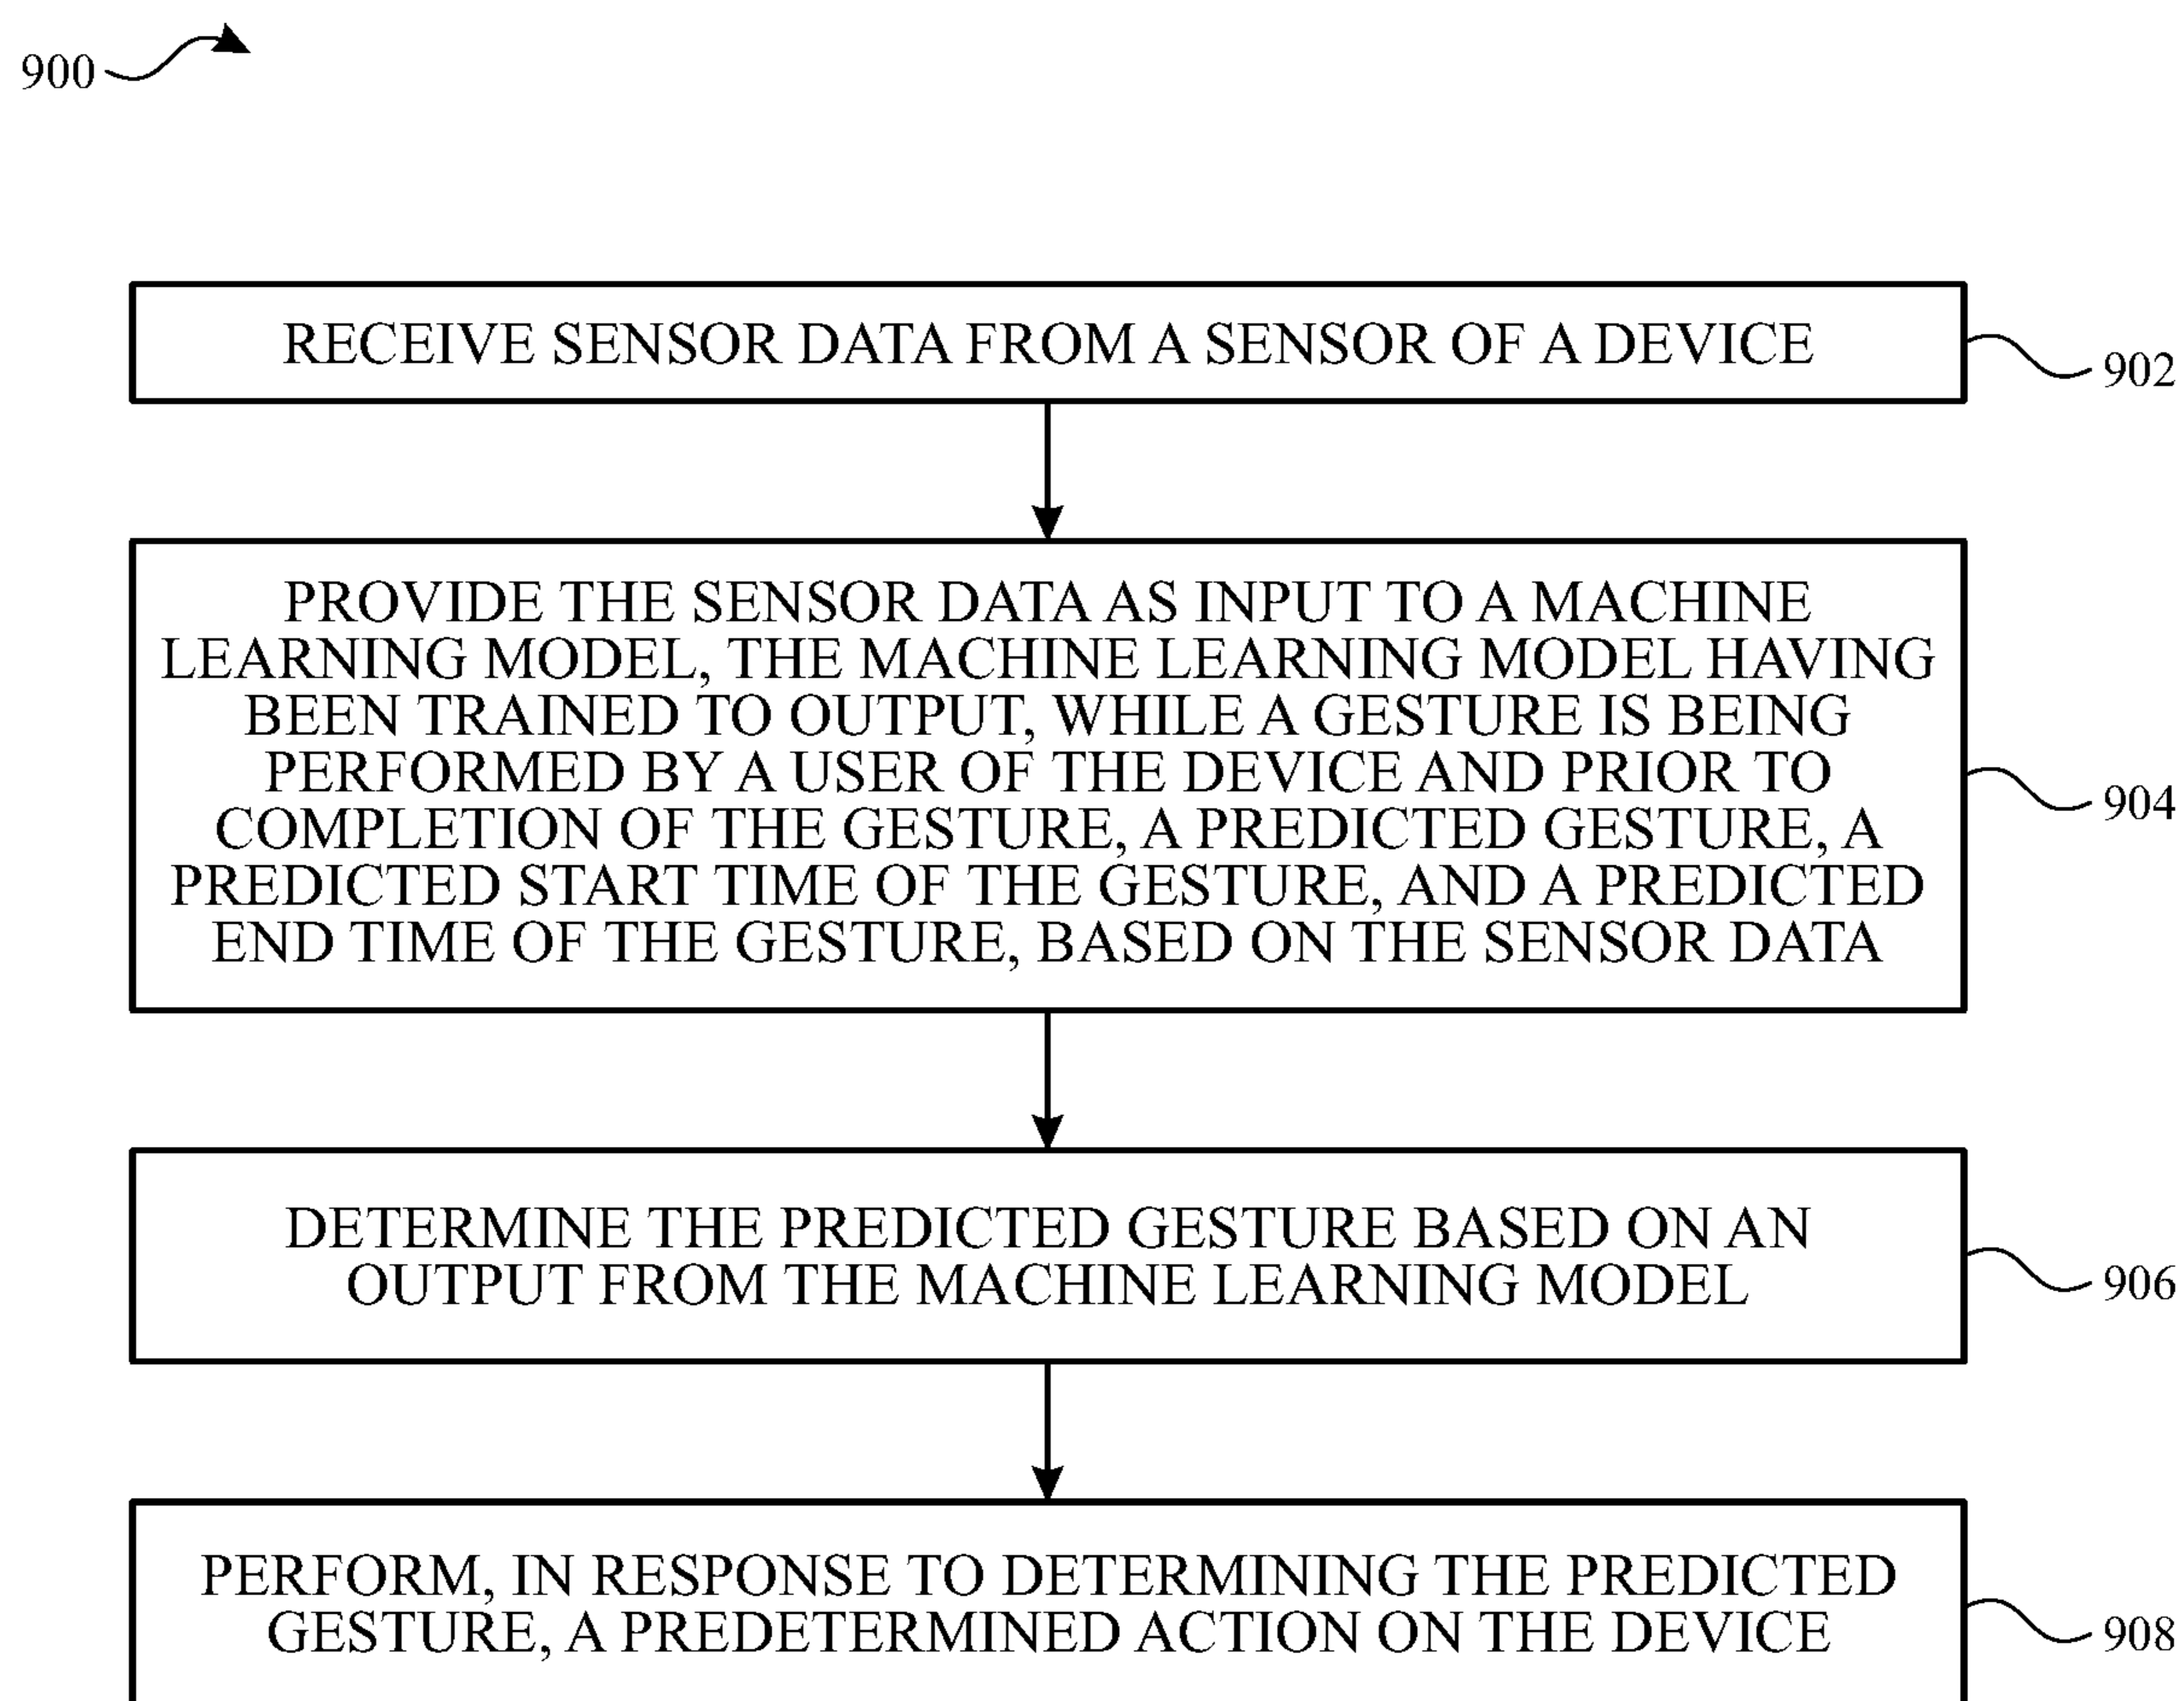 900
RECEIVE SENSOR DATA FROM A SENSOR OF A DEVICE
902
PROVIDE THE SENSOR DATA AS INPUT TO A MACHINE
LEARNING MODEL, THE MACHINE LEARNING MODEL HAVING
BEEN TRAINED TO OUTPUT, WHILE A GESTURE IS BEING
PERFORMED BY A USER OF THE DEVICE AND PRIOR TO
COMPLETION OF THE GESTURE, A PREDICTED GESTURE, A
PREDICTED START TIME OF THE GESTURE, AND A PREDICTED
END TIME OF THE GESTURE, BASED ON THE SENSOR DATA
904
DETERMINE THE PREDICTED GESTURE BASED ON AN
OUTPUT FROM THE MACHINE LEARNING MODEL
906
PERFORM, IN RESPONSE TO DETERMINING THE PREDICTED
GESTURE, A PREDETERMINED ACTION ON THE DEVICE
908